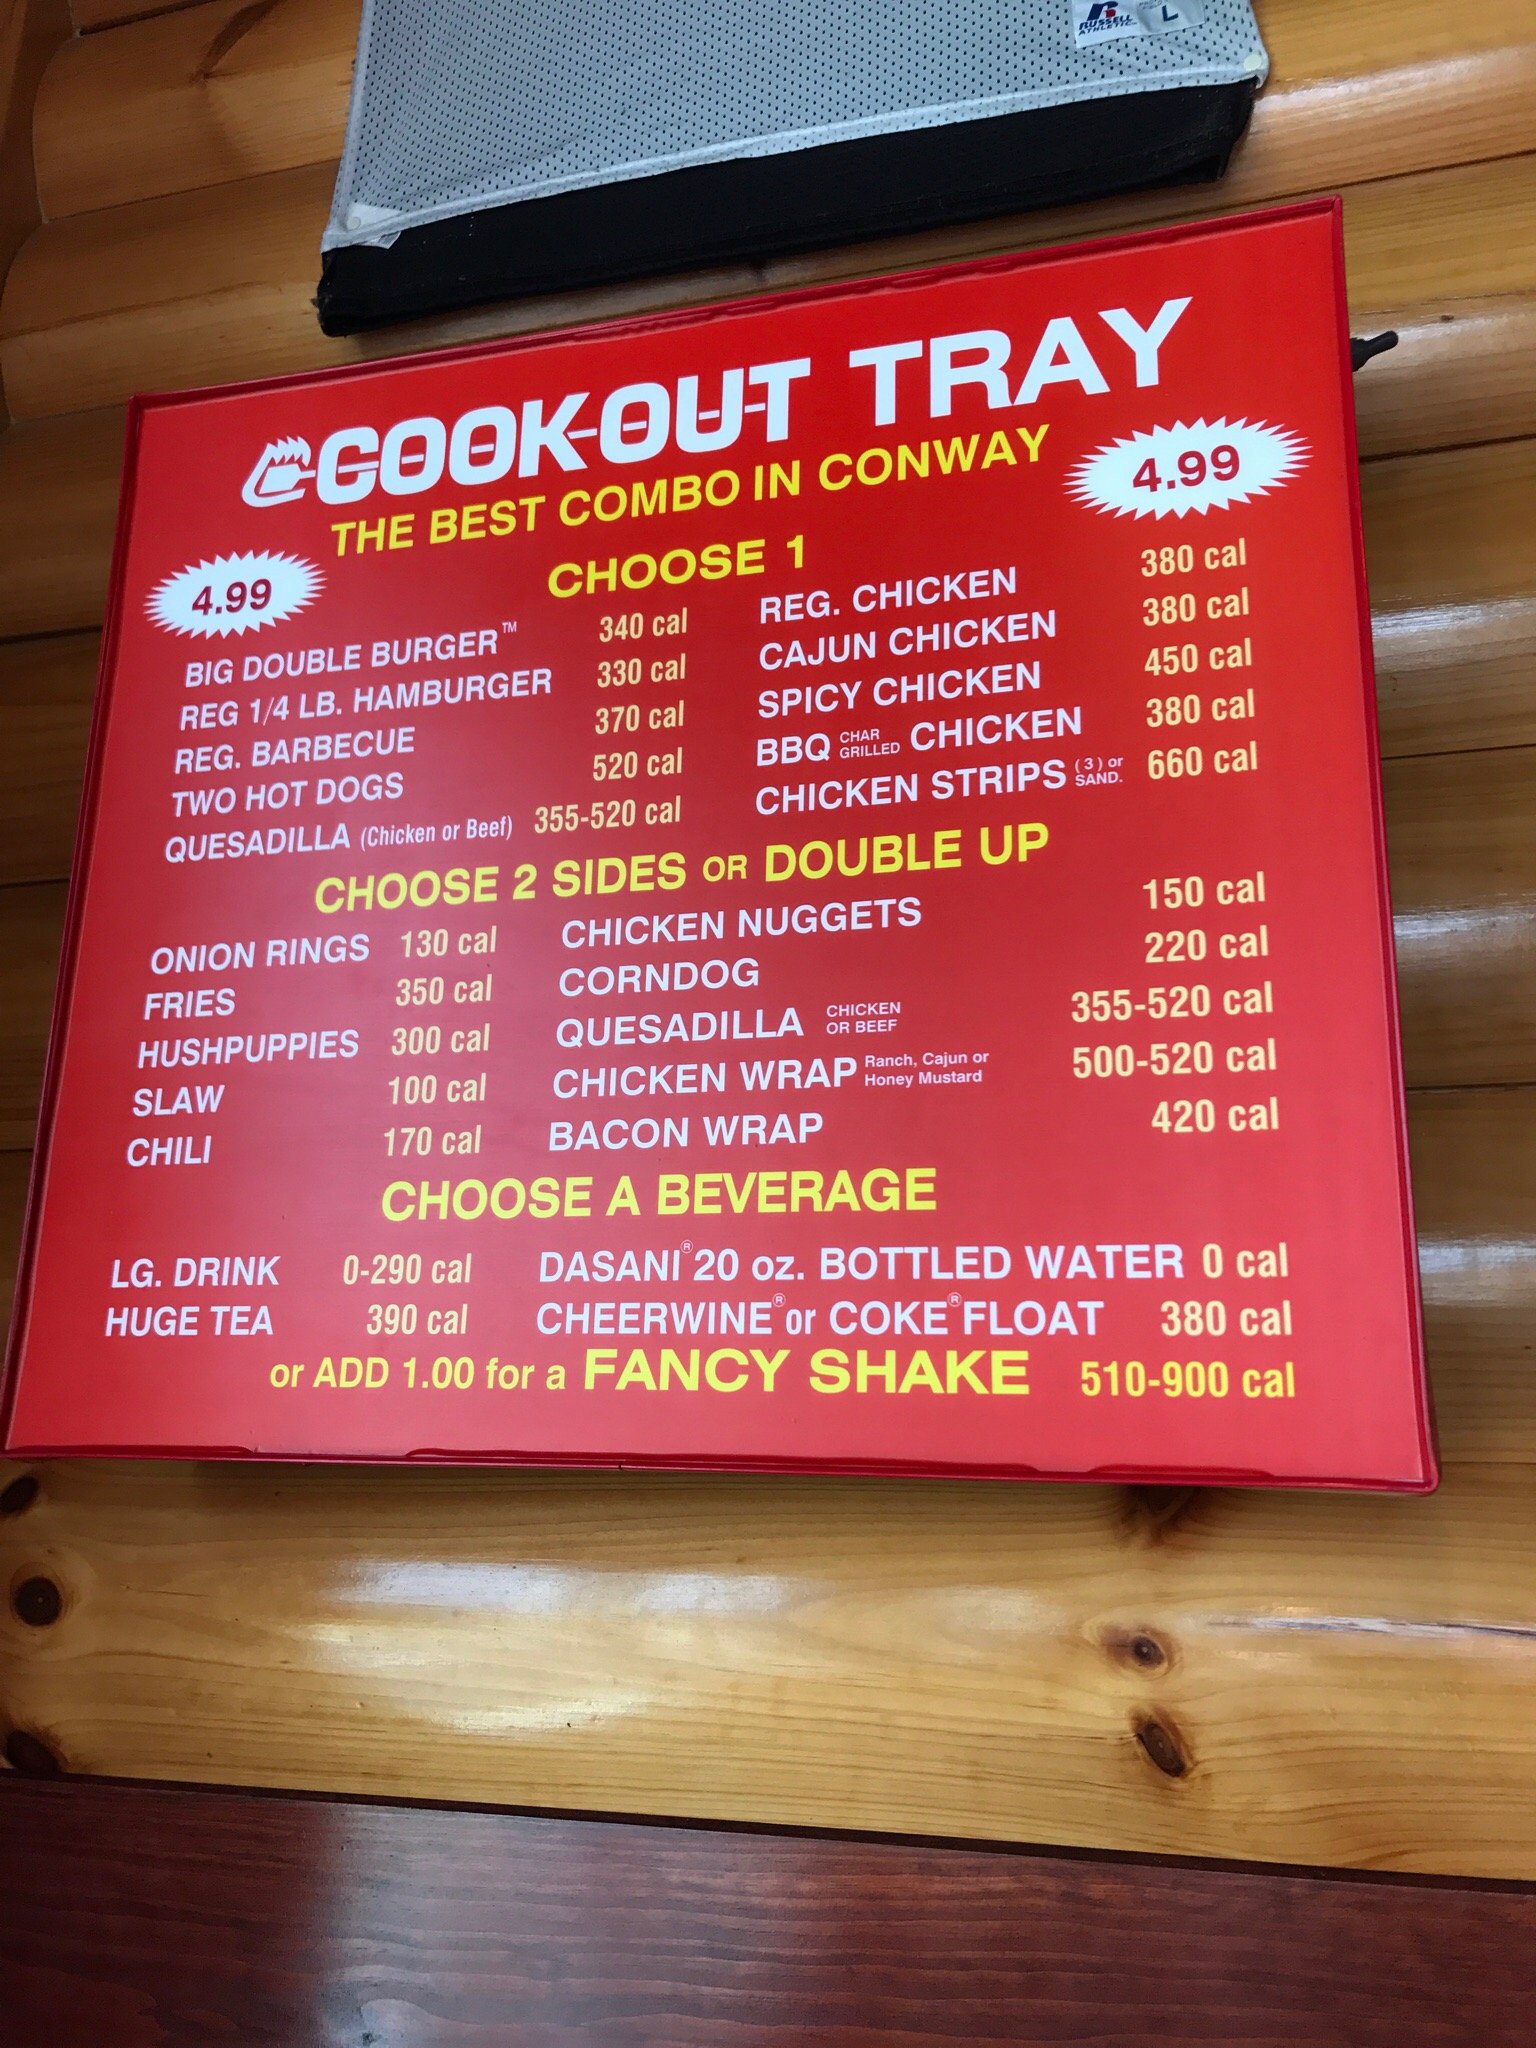 RUSSELL
ATHLETIC
L
COOK-OUT TRAY
THE BEST COMBO IN CONWAY
4.99
4.99
CHOOSE 1
BIG DOUBLE BURGER™ 340 cal
REG 1/4 LB. HAMBURGER 330 cal
REG. BARBECUE 370 cal
TWO HOT DOGS 520 cal
QUESADILLA (Chicken or Beef) 355-520 cal
REG. CHICKEN 380 cal
CAJUN CHICKEN 380 cal
SPICY CHICKEN 450 cal
BBQ CHAR GRILLED CHICKEN 380 cal
CHICKEN STRIPS (3) or SAND. 660 cal
CHOOSE 2 SIDES OR DOUBLE UP
ONION RINGS 130 cal
FRIES 350 cal
HUSHPUPPIES 300 cal
SLAW 100 cal
CHILI 170 cal
CHICKEN NUGGETS 150 cal
CORNDOG 220 cal
QUESADILLA CHICKEN OR BEEF 355-520 cal
CHICKEN WRAP Ranch, Cajun or Honey Mustard 500-520 cal
BACON WRAP 420 cal
CHOOSE A BEVERAGE
LG. DRINK 0-290 cal
HUGE TEA 390 cal
DASANI® 20 oz. BOTTLED WATER 0 cal
CHEERWINE® or COKE® FLOAT 380 cal
or ADD 1.00 for a FANCY SHAKE 510-900 cal